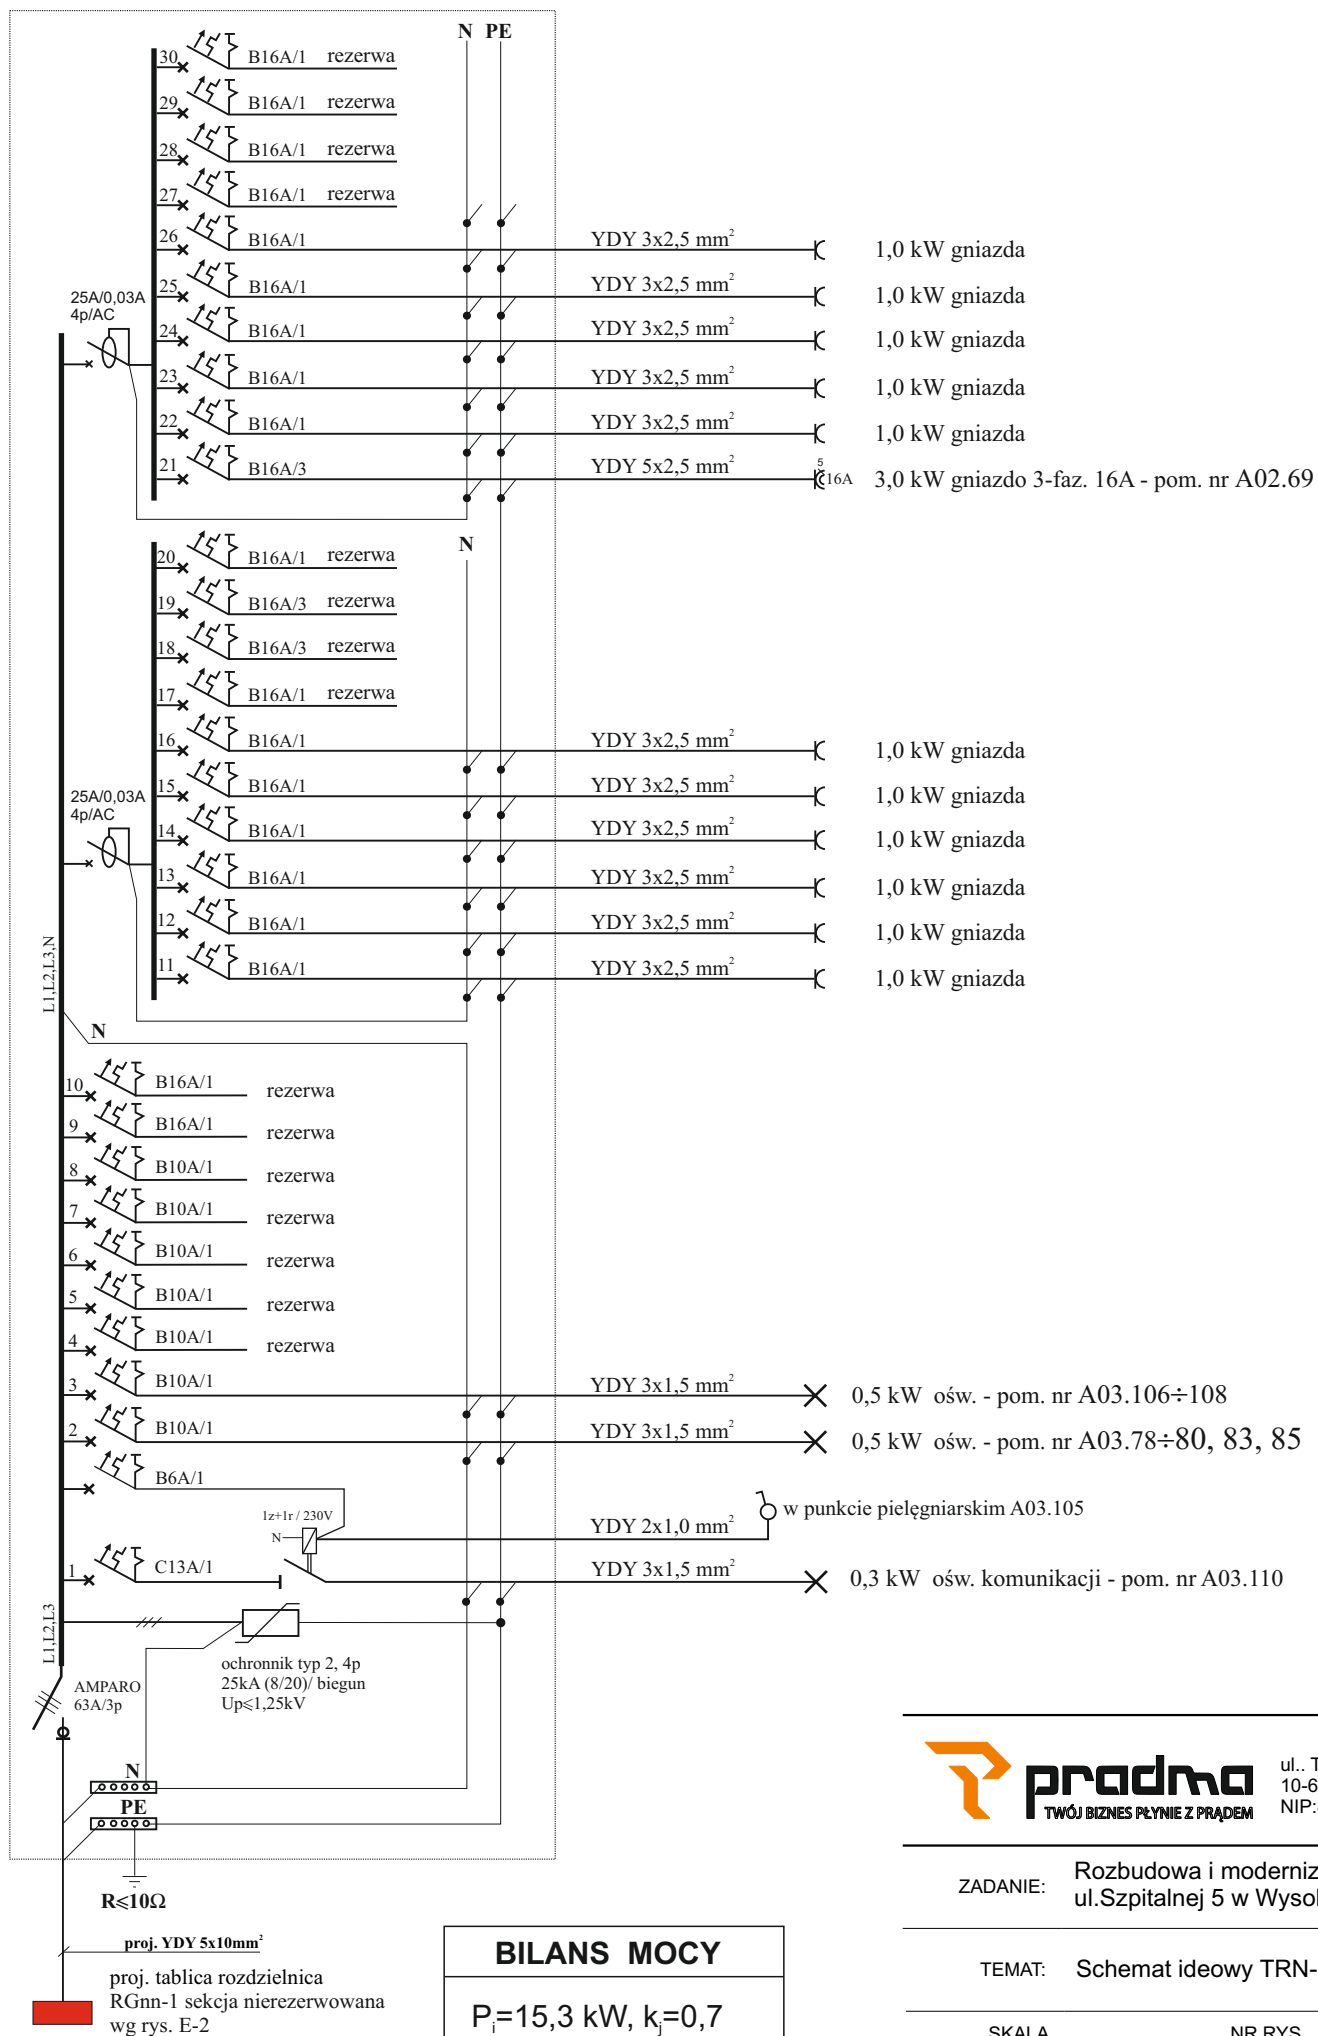 N PE
30 B16A/1 rezerwa
29 B16A/1 rezerwa
28 B16A/1 rezerwa
27 B16A/1 rezerwa
26 B16A/1 YDY 3x2,5 mm² 1,0 kW gniazda
25 B16A/1 YDY 3x2,5 mm² 1,0 kW gniazda
25A/0,03A
4p/AC
24 B16A/1 YDY 3x2,5 mm² 1,0 kW gniazda
23 B16A/1 YDY 3x2,5 mm² 1,0 kW gniazda
22 B16A/1 YDY 3x2,5 mm² 1,0 kW gniazda
21 B16A/3 YDY 5x2,5 mm² 5 16A 3,0 kW gniazdo 3-faz. 16A - pom. nr A02.69
N
20 B16A/1 rezerwa
19 B16A/3 rezerwa
18 B16A/3 rezerwa
17 B16A/1 rezerwa
16 B16A/1 YDY 3x2,5 mm² 1,0 kW gniazda
15 B16A/1 YDY 3x2,5 mm² 1,0 kW gniazda
25A/0,03A
4p/AC
14 B16A/1 YDY 3x2,5 mm² 1,0 kW gniazda
13 B16A/1 YDY 3x2,5 mm² 1,0 kW gniazda
12 B16A/1 YDY 3x2,5 mm² 1,0 kW gniazda
11 B16A/1 YDY 3x2,5 mm² 1,0 kW gniazda
L1,L2,L3,N
N
10 B16A/1 rezerwa
9 B16A/1 rezerwa
8 B10A/1 rezerwa
7 B10A/1 rezerwa
6 B10A/1 rezerwa
5 B10A/1 rezerwa
4 B10A/1 rezerwa
3 B10A/1 YDY 3x1,5 mm² 0,5 kW ośw. - pom. nr A03.106÷108
2 B10A/1 YDY 3x1,5 mm² 0,5 kW ośw. - pom. nr A03.78÷80, 83, 85
B6A/1
1z+1r / 230V
N
YDY 2x1,0 mm² w punkcie pielęgniarskim A03.105
1 C13A/1 YDY 3x1,5 mm² 0,3 kW ośw. komunikacji - pom. nr A03.110
L1,L2,L3
ochronnik typ 2, 4p
25kA (8/20)/ biegun
Up≤1,25kV
AMPARO
63A/3p
N
PE
R≤10Ω
proj. YDY 5x10mm²
proj. tablica rozdzielnica
RGnn-1 sekcja nierezerwowana
wg rys. E-2
BILANS MOCY
Pi=15,3 kW, kj=0,7
pradma
TWÓJ BIZNES PŁYNIE Z PRĄDEM
ul.. T
10-6
NIP:
ZADANIE: Rozbudowa i moderniz
ul.Szpitalnej 5 w Wysol
TEMAT: Schemat ideowy TRN-
SKALA NR RYS